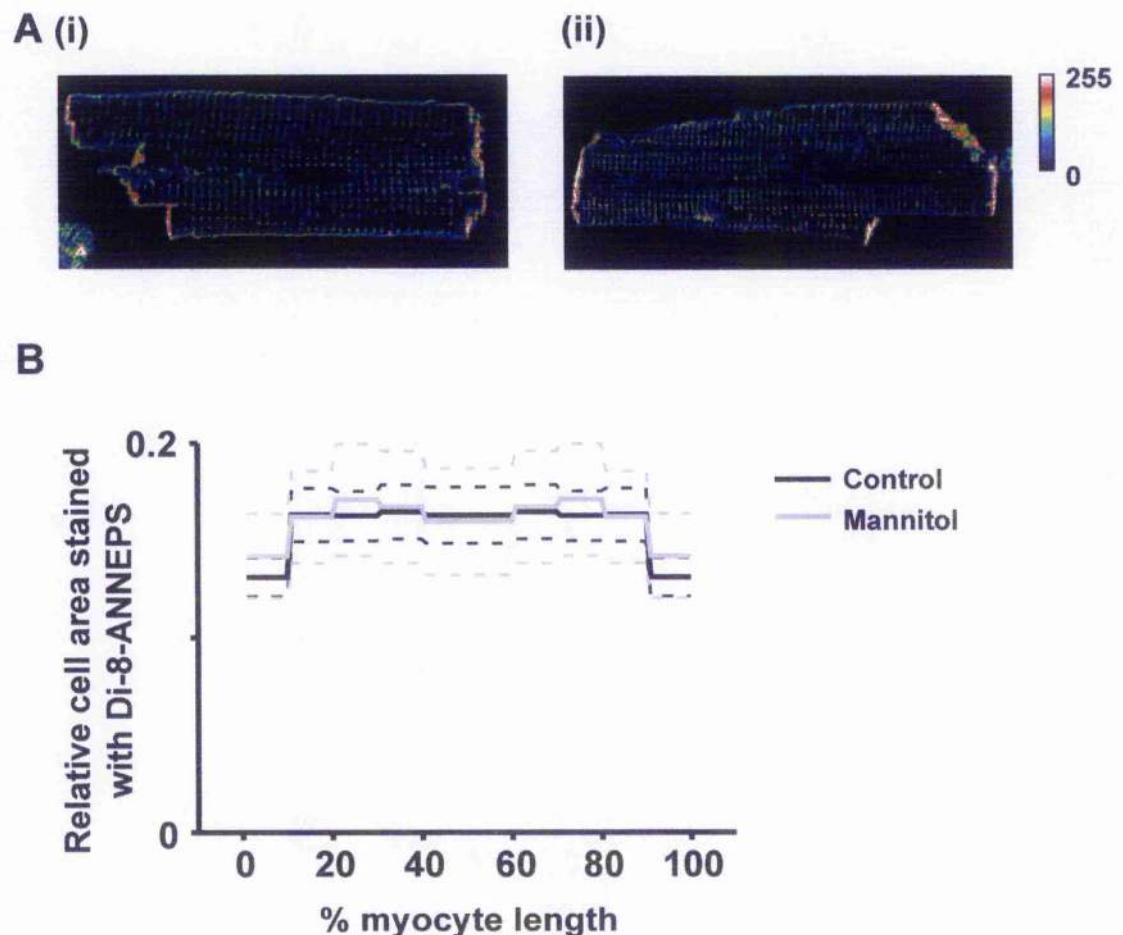 A (i)
(ii)
255
0
B
0.2
0
Relative cell area stained
with Di-8-ANNEPS
Control
Mannitol
0 20 40 60 80 100
% myocyte length